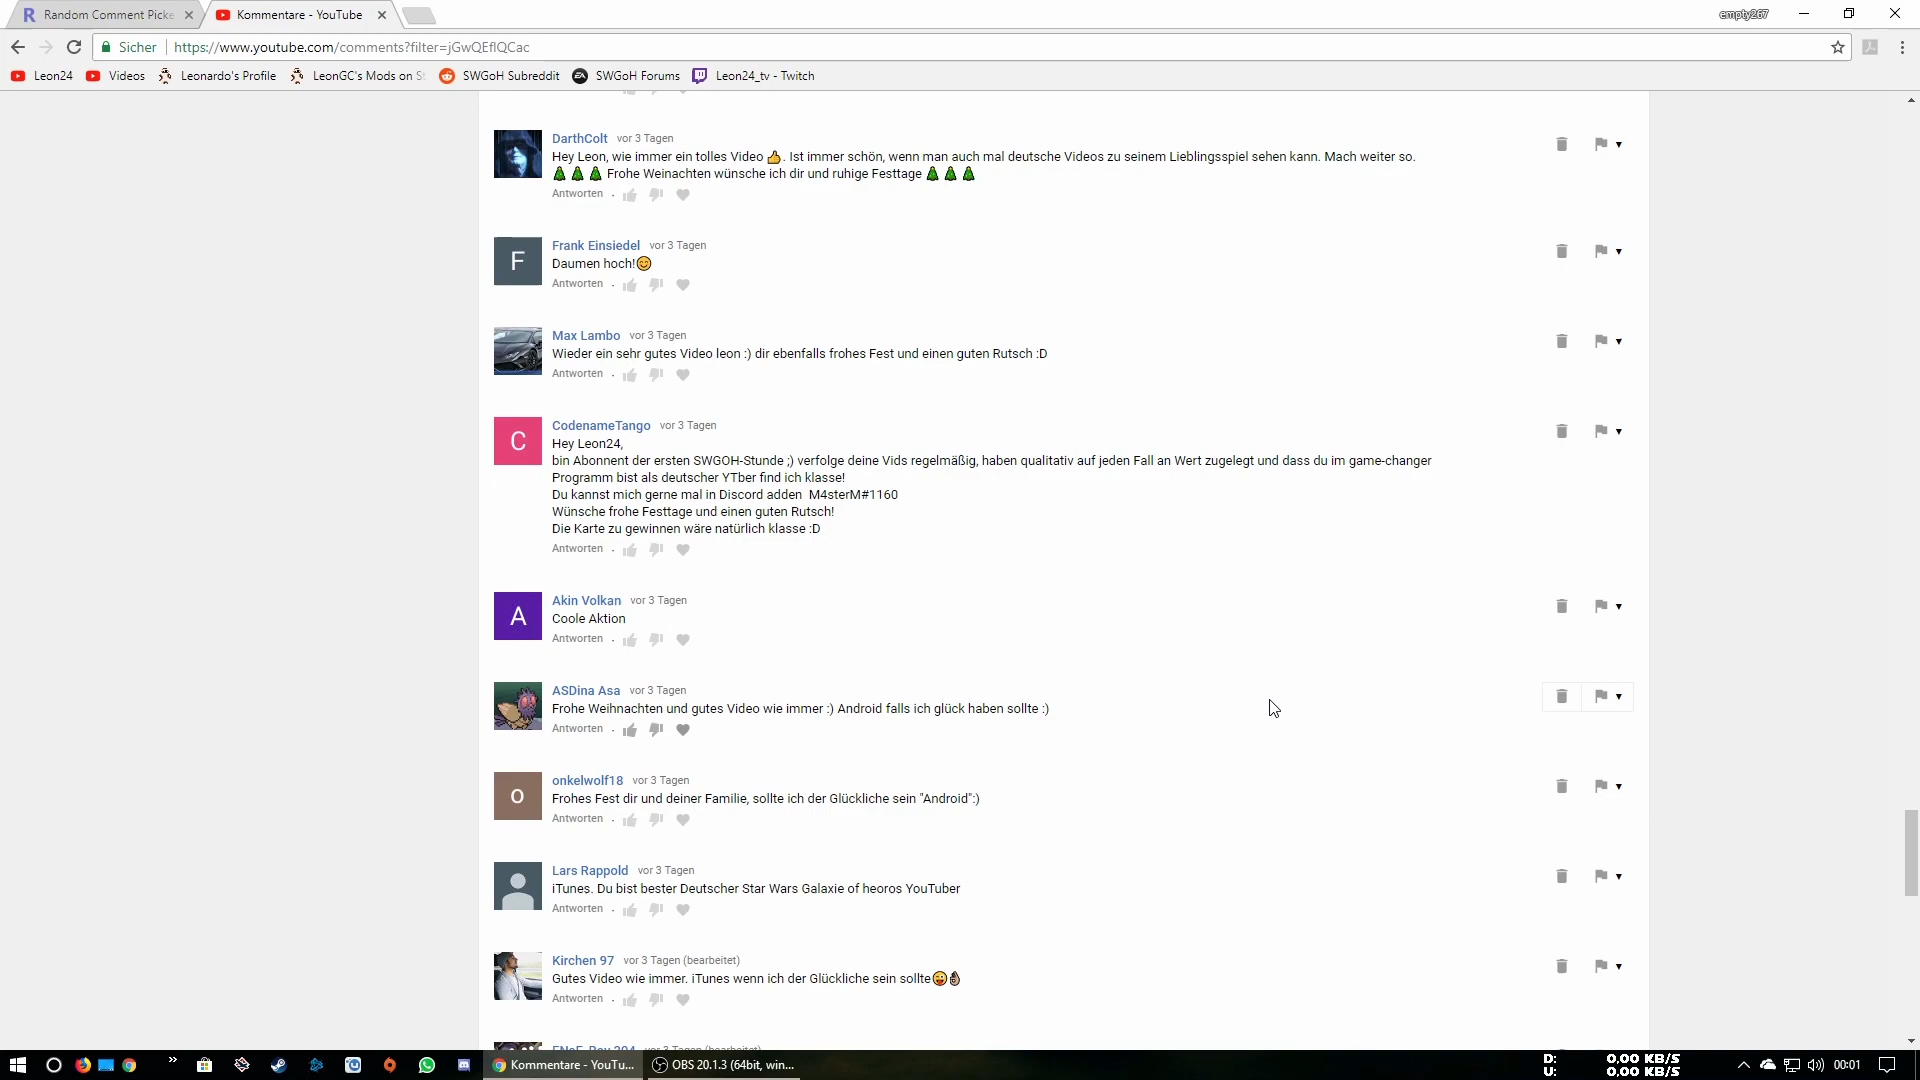 Random Comment Picke
Kommentare - YouTube
empty267
Sicher
https://www.youtube.com/comments?filter=jGwQEflQCac
Leon24
Videos
Leonardo's Profile
LeonGC's Mods on S
SWGoH Subreddit
SWGoH Forums
Leon24_tv - Twitch
DarthColt vor 3 Tagen
Hey Leon, wie immer ein tolles Video 👍. Ist immer schön, wenn man auch mal deutsche Videos zu seinem Lieblingsspiel sehen kann. Mach weiter so.
🌲🌲🌲 Frohe Weinachten wünsche ich dir und ruhige Festtage 🌲🌲🌲
Antworten
F
Frank Einsiedel vor 3 Tagen
Daumen hoch!😊
Antworten
Max Lambo vor 3 Tagen
Wieder ein sehr gutes Video leon :) dir ebenfalls frohes Fest und einen guten Rutsch :D
Antworten
C
CodenameTango vor 3 Tagen
Hey Leon24,
bin Abonnent der ersten SWGOH-Stunde ;) verfolge deine Vids regelmäßig, haben qualitativ auf jeden Fall an Wert zugelegt und dass du im game-changer
Programm bist als deutscher YTber find ich klasse!
Du kannst mich gerne mal in Discord adden M4sterM#1160
Wünsche frohe Festtage und einen guten Rutsch!
Die Karte zu gewinnen wäre natürlich klasse :D
Antworten
A
Akin Volkan vor 3 Tagen
Coole Aktion
Antworten
ASDina Asa vor 3 Tagen
Frohe Weihnachten und gutes Video wie immer :) Android falls ich glück haben sollte :)
Antworten
o
onkelwolf18 vor 3 Tagen
Frohes Fest dir und deiner Familie, sollte ich der Glückliche sein "Android":)
Antworten
Lars Rappold vor 3 Tagen
iTunes. Du bist bester Deutscher Star Wars Galaxie of heoros YouTuber
Antworten
Kirchen 97 vor 3 Tagen (bearbeitet)
Gutes Video wie immer. iTunes wenn ich der Glückliche sein sollte😜👌
Antworten
vor 3 Tagen (bearbeitet)
Kommentare - YouTu...
OBS 20.1.3 (64bit, win...
D: 0,00 KB/S
U: 0,00 KB/S
00:01